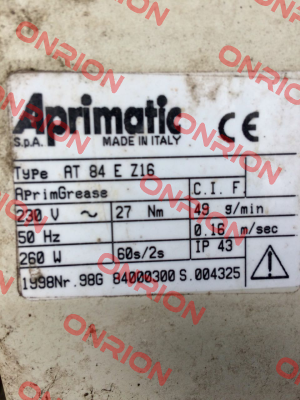 ONRION
Aprimatic CE
S.p.A. MADE IN ITALY
Type AT 84 E Z16
AprimGrease C.I.F.
230 V ~ 27 Nm 49 g/min
50 Hz 0.16 m/sec
260 W 60s/2s IP 43
1998Nr.98G 84000300 S.004325